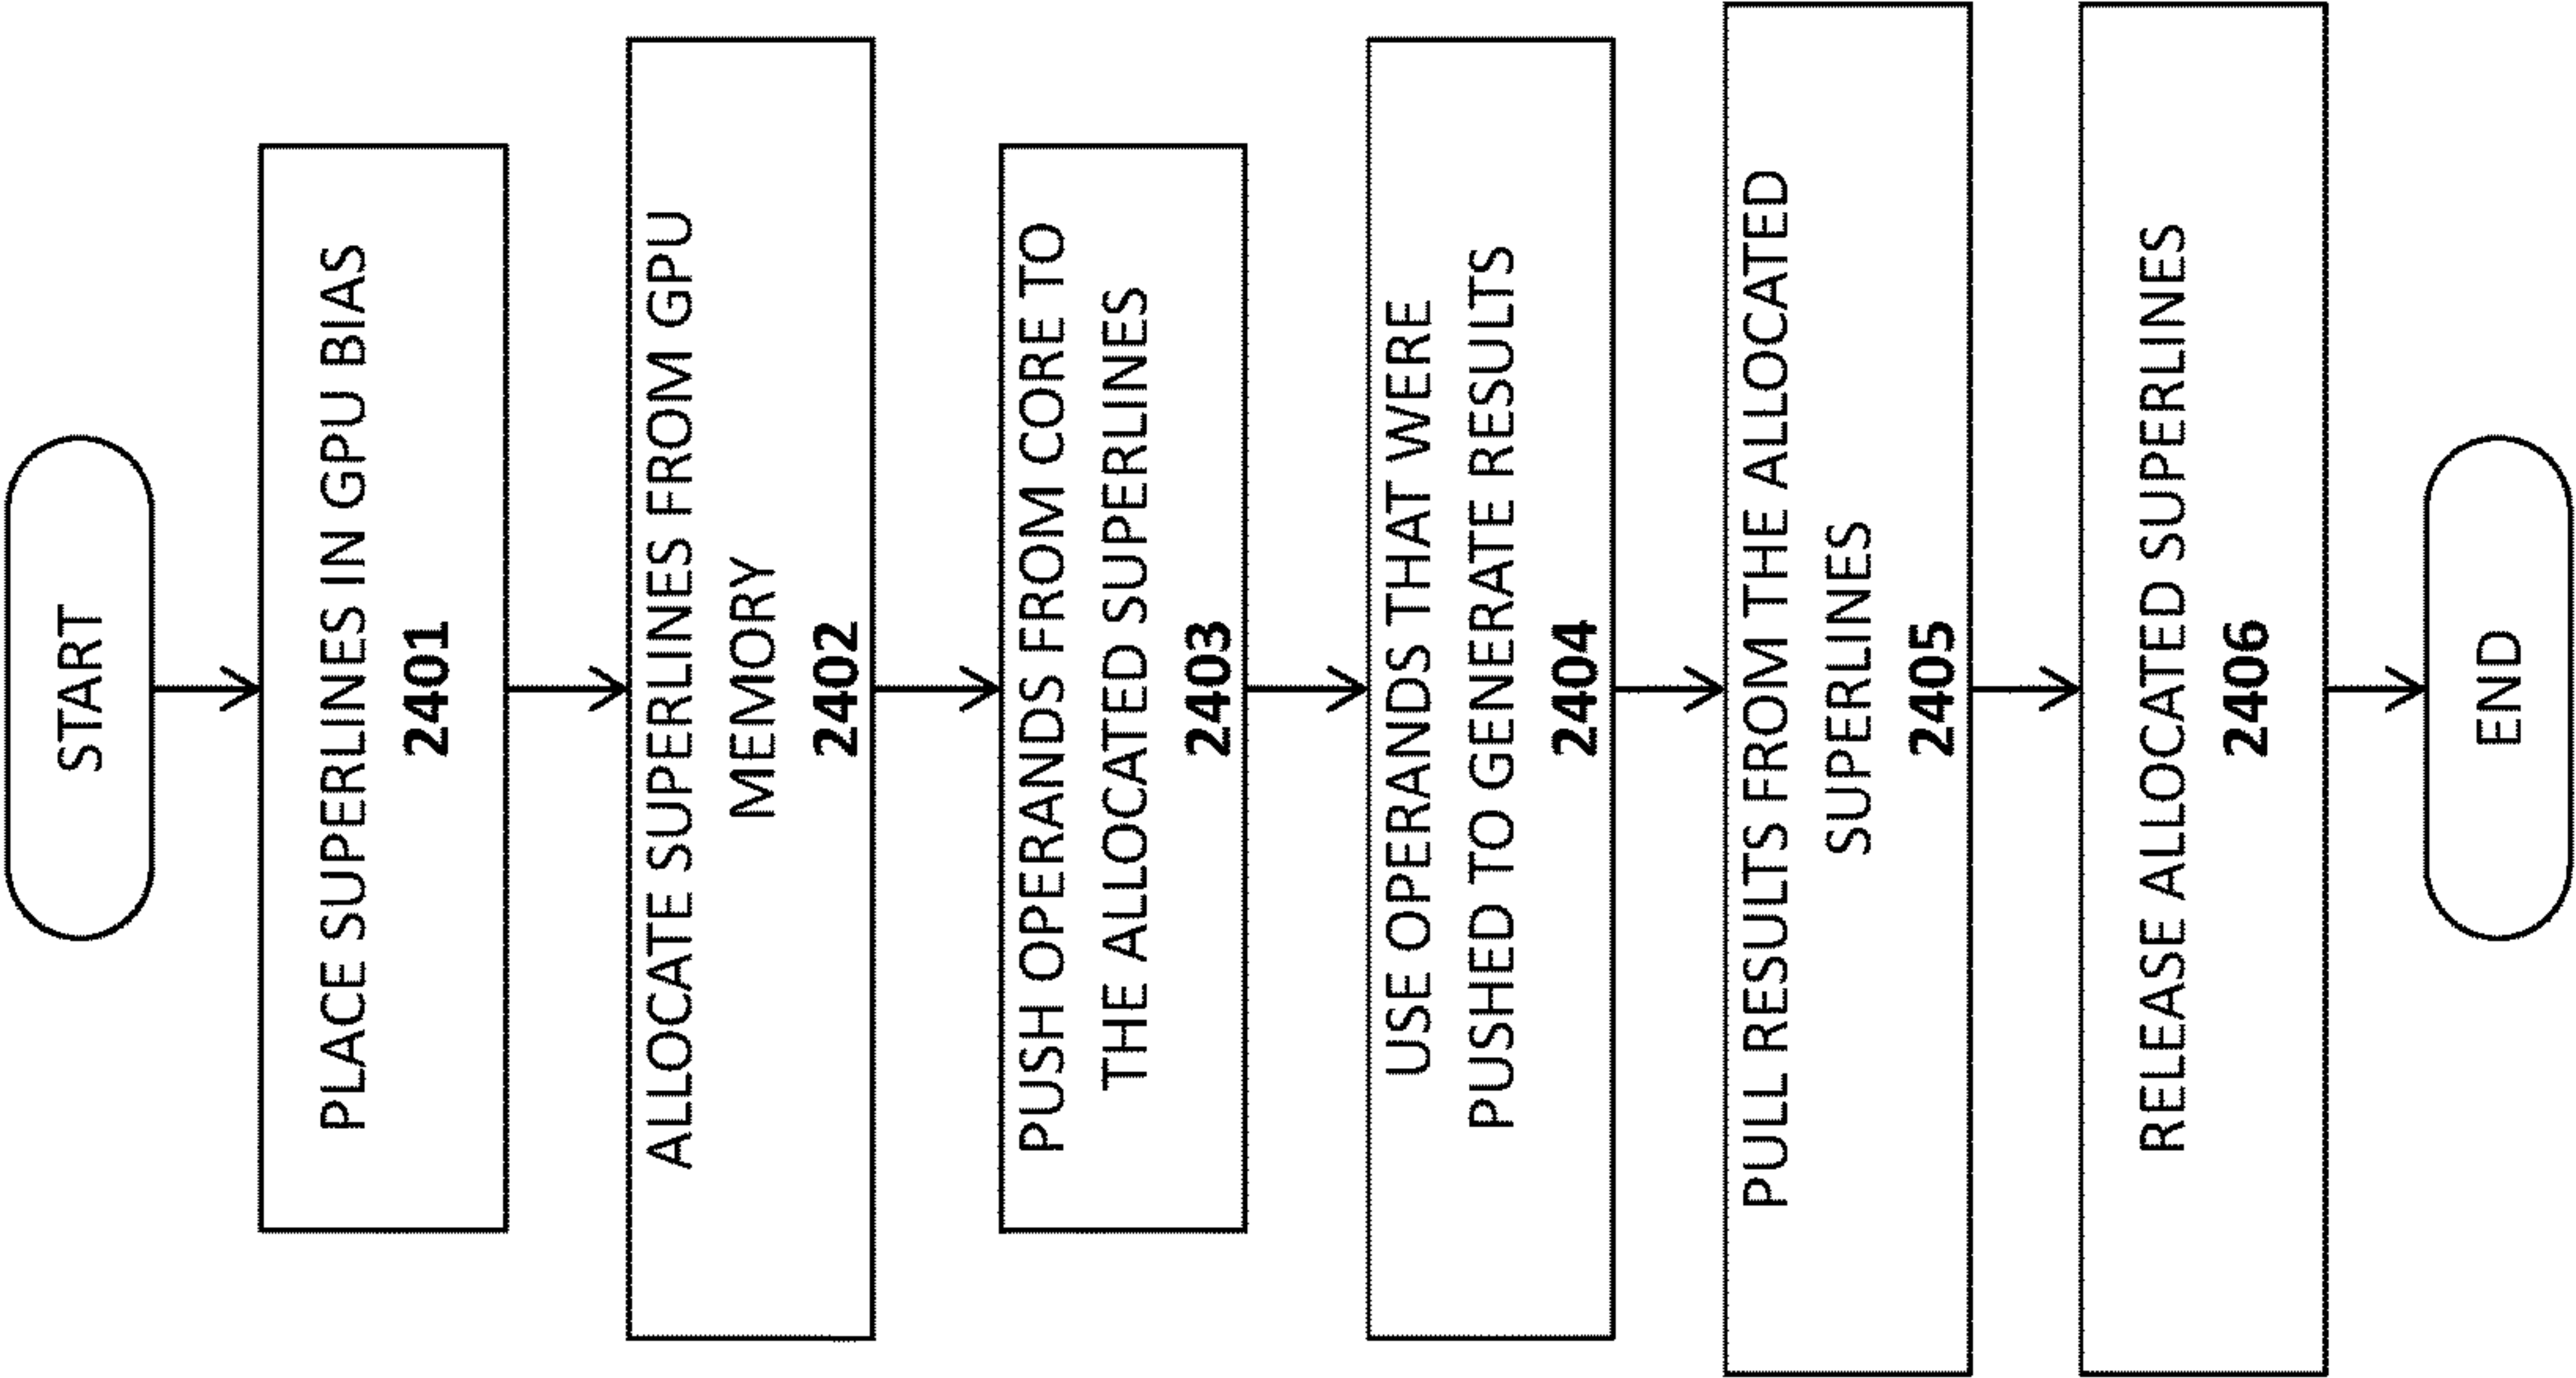 START
PLACE SUPERLINES IN GPU BIAS
2401
ALLOCATE SUPERLINES FROM GPU
MEMORY
2402
PUSH OPERANDS FROM CORE TO
THE ALLOCATED SUPERLINES
2403
USE OPERANDS THAT WERE
PUSHED TO GENERATE RESULTS
2404
PULL RESULTS FROM THE ALLOCATED
SUPERLINES
2405
RELEASE ALLOCATED SUPERLINES
2406
END